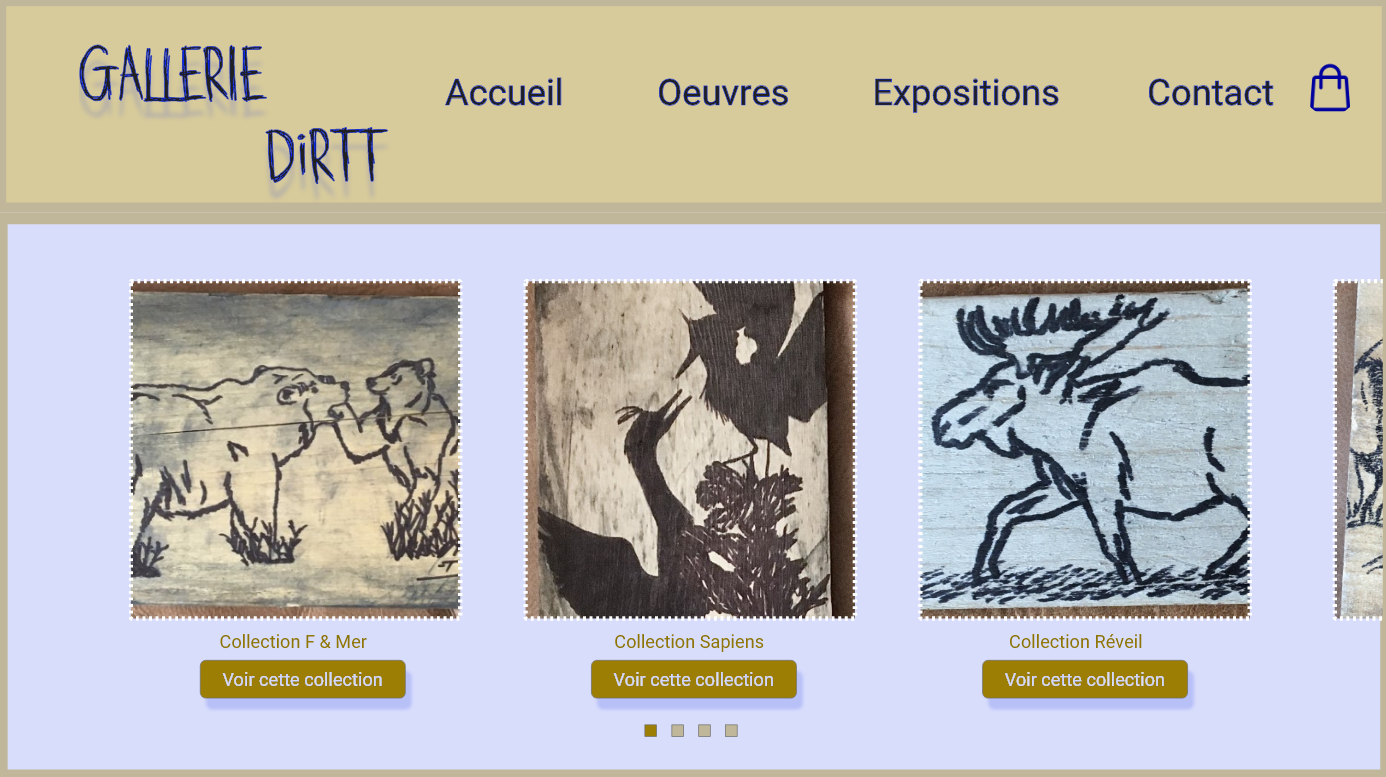 GALLERIE
DiRTT
Accueil
Oeuvres
Expositions
Contact
Collection F & Mer
Collection Sapiens
Collection Réveil
Voir cette collection
Voir cette collection
Voir cette collection